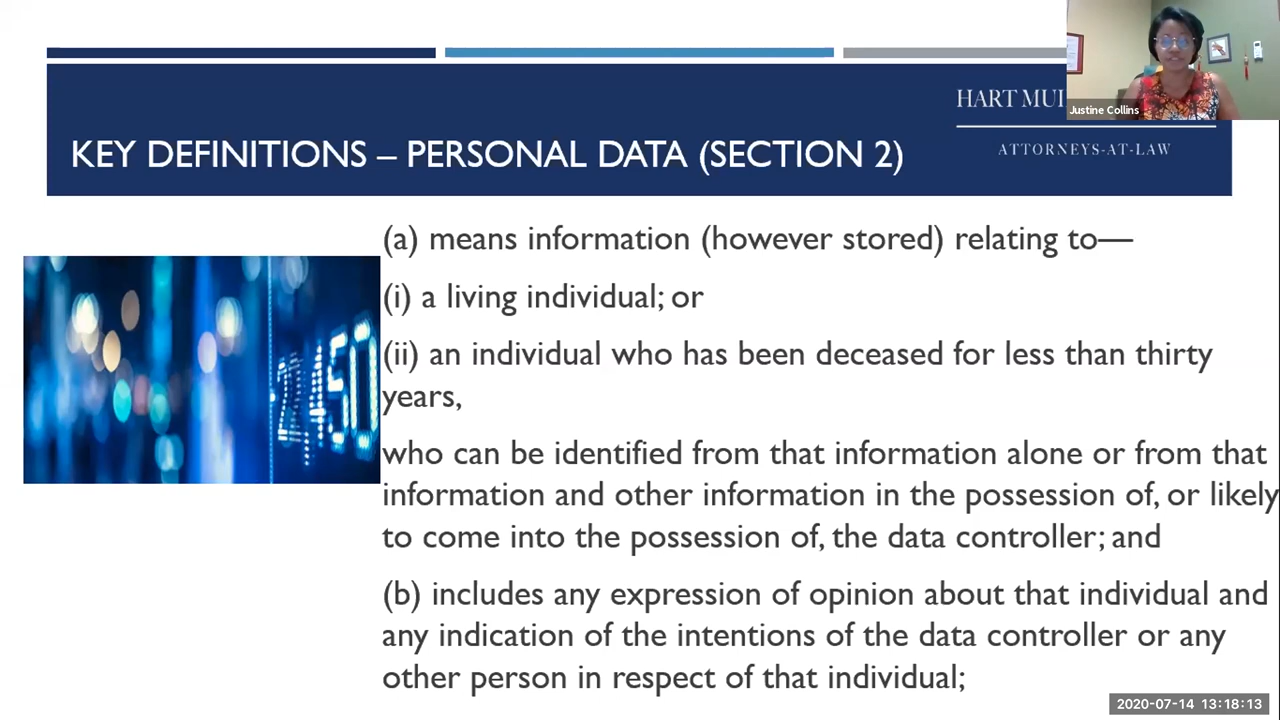 HART MUI
Justine Collins
ATTORNEYS-AT-LAW
KEY DEFINITIONS – PERSONAL DATA (SECTION 2)
(a) means information (however stored) relating to—
(i) a living individual; or
(ii) an individual who has been deceased for less than thirty
years,
who can be identified from that information alone or from that
information and other information in the possession of, or likely
to come into the possession of, the data controller; and
(b) includes any expression of opinion about that individual and
any indication of the intentions of the data controller or any
other person in respect of that individual;
2450
2020-07-14 13:18:13